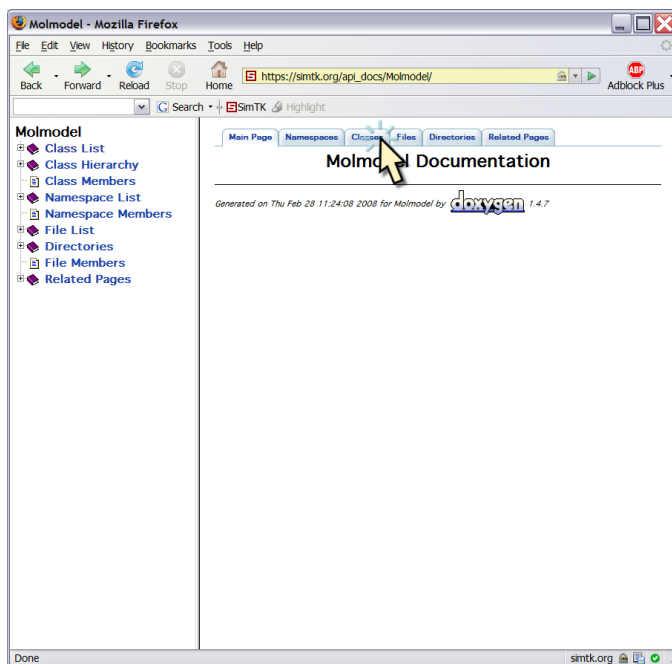 Molmodel - Mozilla Firefox
File Edit View History Bookmarks Tools Help
Back Forward Reload Stop Home https://simtk.org/api_docs/Molmodel/ ABP Adblock Plus
G Search SimTK Highlight
Molmodel
Class List
Class Hierarchy
Class Members
Namespace List
Namespace Members
File List
Directories
File Members
Related Pages
Main Page Namespaces Classes Files Directories Related Pages
Molmodel Documentation
Generated on Thu Feb 28 11:24:08 2008 for Molmodel by doxygen 1.4.7
Done simtk.org